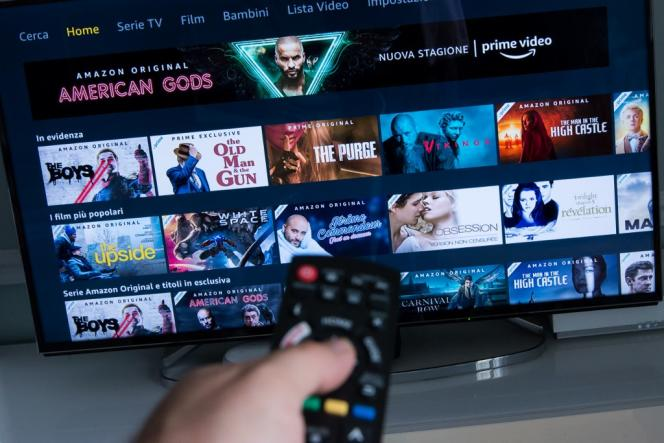 Cerca Home Serie TV Film Bambini Lista Video
AMAZON ORIGINAL
AMERICAN GODS
NUOVA STAGIONE | prime video
In evidenza
AMAZON ORIGINAL
THE BOYS
PRIME EXCLUSIVE
the OLD MAN & the GUN
PRIME ORIGINAL
THE PURGE
VIKINGS
AMAZON ORIGINAL
THE MAN IN THE HIGH CASTLE
I film più popolari
the upside
WHITE SPACE
AMAZON ORIGINAL
Jérôme Commandeur
OBSESSION
VERSION NON CENSURÉE
twilight
révélation
Serie Amazon Original e titoli in esclusiva
AMAZON ORIGINAL
THE BOYS
AMAZON ORIGINAL
AMERICAN GODS
CARNIVAL ROW
AMAZON ORIGINAL
THE MAN IN THE HIGH CASTLE
HOME